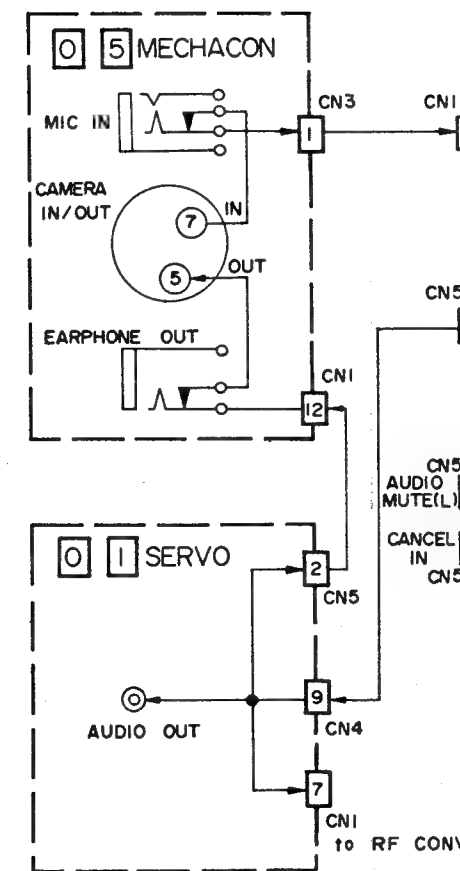 0 5 MECHACON
CN3
CN1
MIC IN
1
CAMERA
IN/OUT
7
IN
5
OUT
CN5
EARPHONE OUT
CN1
12
CN5
AUDIO
MUTE(L)
CANCEL
IN
CN5
0 1 SERVO
2
CN5
9
AUDIO OUT
CN4
7
CN1
to RF CONV